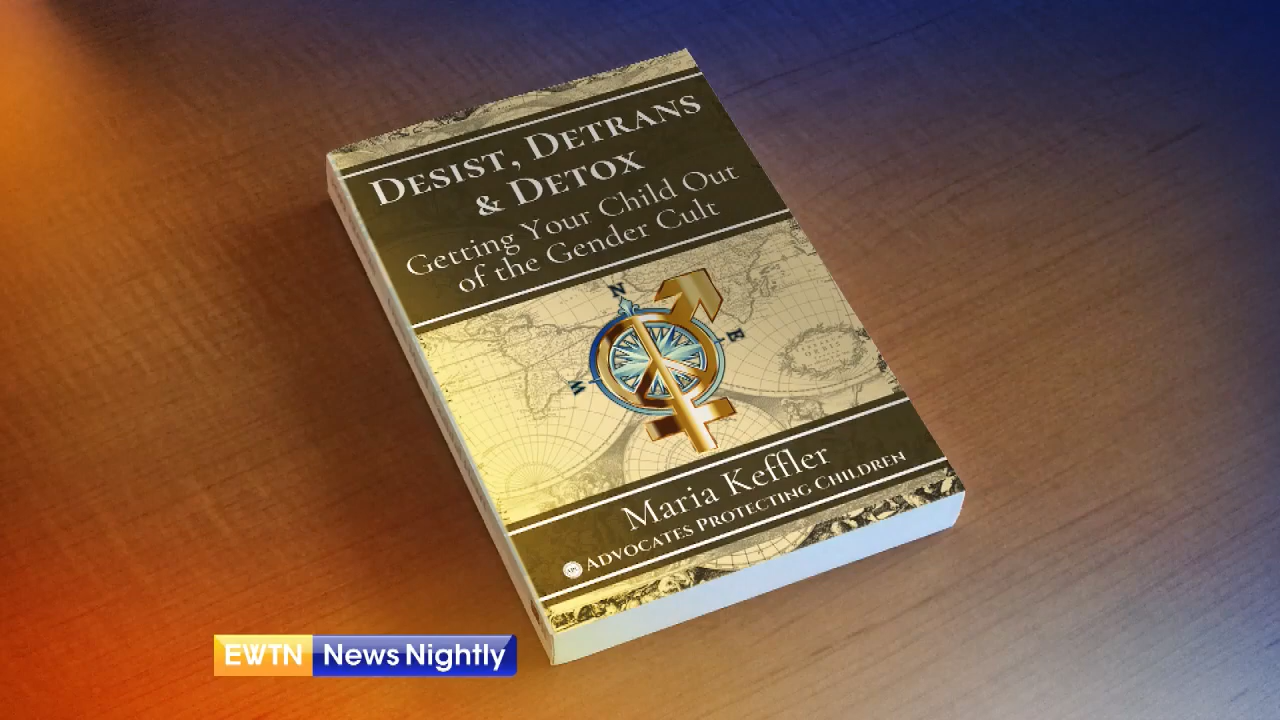 DESIST, DETRANS
& DETOX
Getting Your Child Out
of the Gender Cult
N
E
W
ORBIS
Maria Keffler
ADVOCATES PROTECTING CHILDREN
EWTN News Nightly